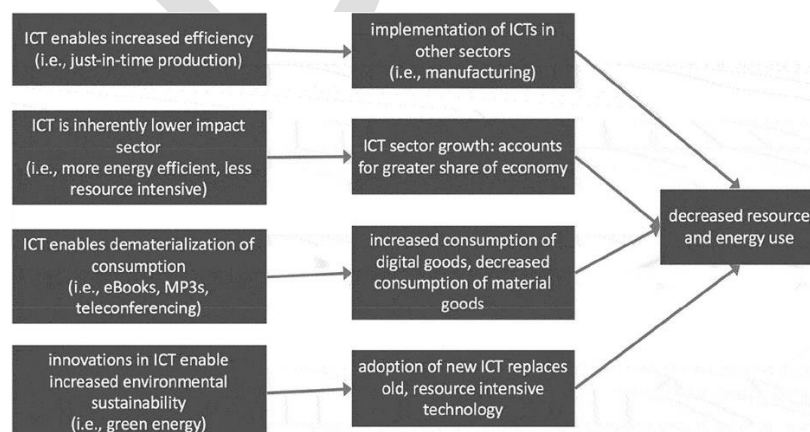 ICT enables increased efficiency
(i.e., just-in-time production)
implementation of ICTs in
other sectors
(i.e., manufacturing)
ICT is inherently lower impact
sector
(i.e., more energy efficient, less
resource intensive)
ICT sector growth: accounts
for greater share of economy
ICT enables dematerialization of
consumption
(i.e., eBooks, MP3s,
teleconferencing)
increased consumption of
digital goods, decreased
consumption of material
goods
innovations in ICT enable
increased environmental
sustainability
(i.e., green energy)
adoption of new ICT replaces
old, resource intensive
technology
decreased resource
and energy use